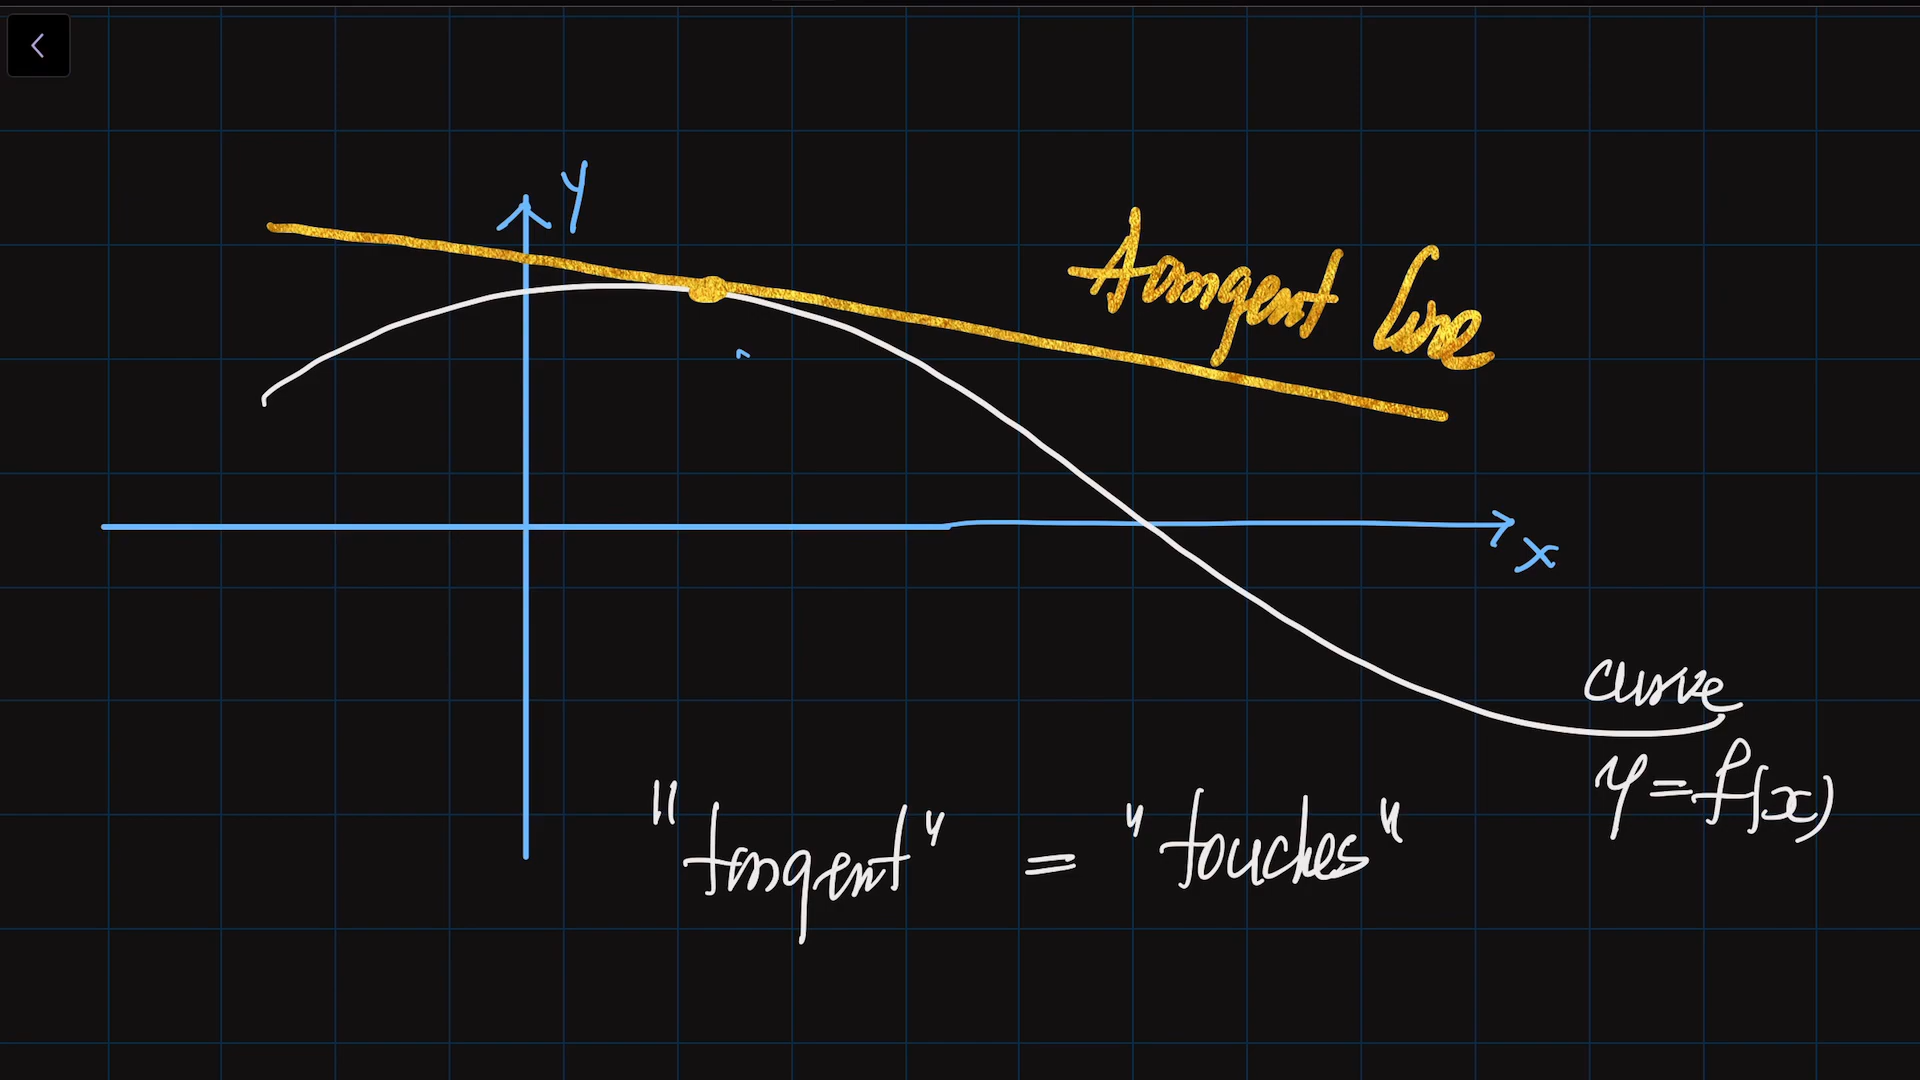 y
tangent line
x
curve
y = f(x)
"tangent" = "touches"